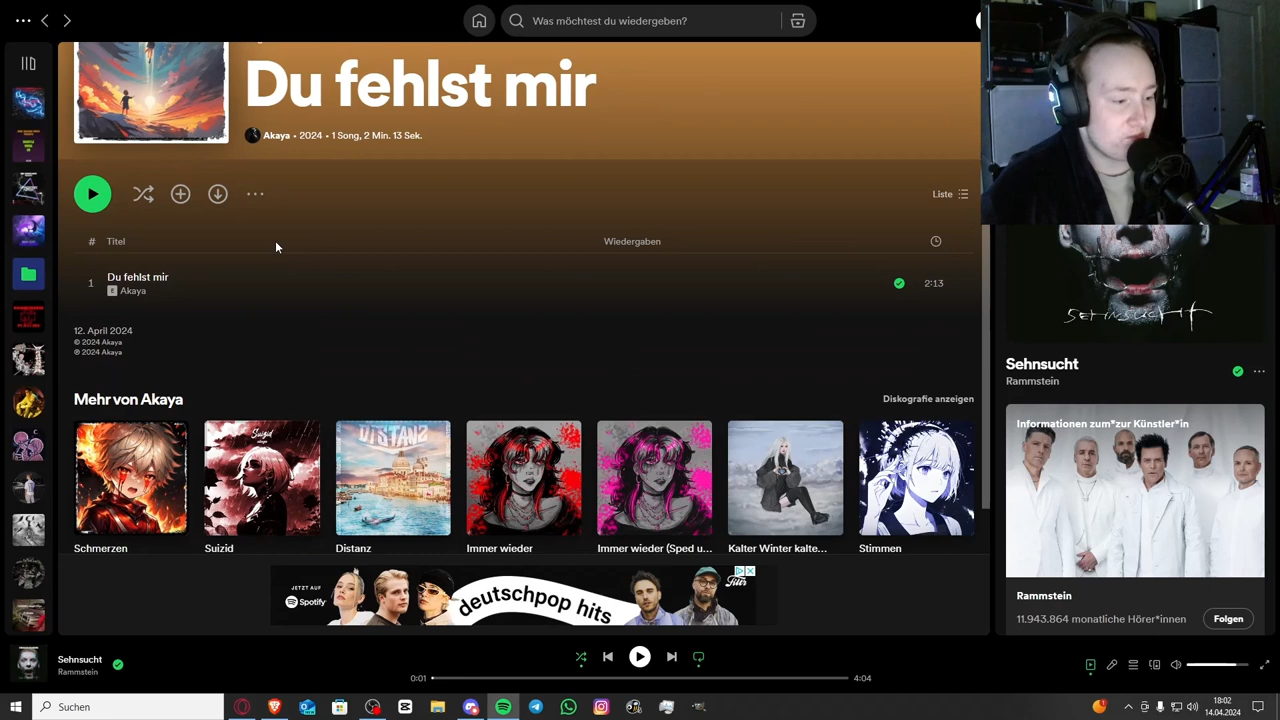 Was möchtest du wiedergeben?
Du fehlst mir
Akaya • 2024 • 1 Song, 2 Min. 13 Sek.
Liste
# Titel Wiedergaben
1 Du fehlst mir 2:13
E Akaya
12. April 2024
© 2024 Akaya
℗ 2024 Akaya
Mehr von Akaya
Diskografie anzeigen
DISTANZ
Suizid
Schmerzen
Suizid
Distanz
Immer wieder
Immer wieder (Sped u...
Kalter Winter kalte...
Stimmen
JETZT AUF
Spotify
deutschpop hits
SEHNSUCHT
Sehnsucht
Rammstein
Informationen zum*zur Künstler*in
Rammstein
11.943.864 monatliche Hörer*innen
Folgen
Sehnsucht
Rammstein
0:01
4:04
Suchen
18:02
14.04.2024